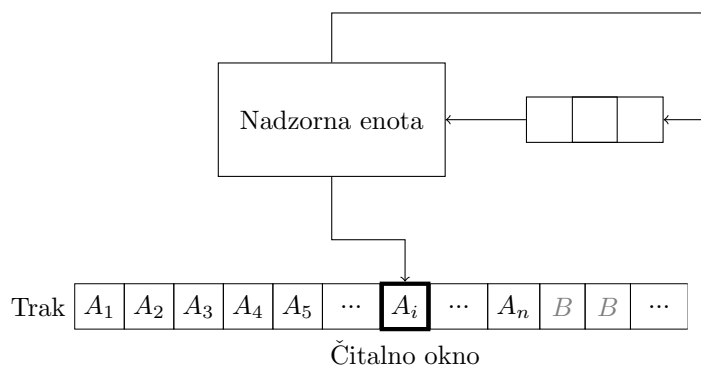 Nadzorna enota
Trak A₁ A₂ A₃ A₄ A₅ ... Aᵢ ... Aₙ B B ...
Čitalno okno